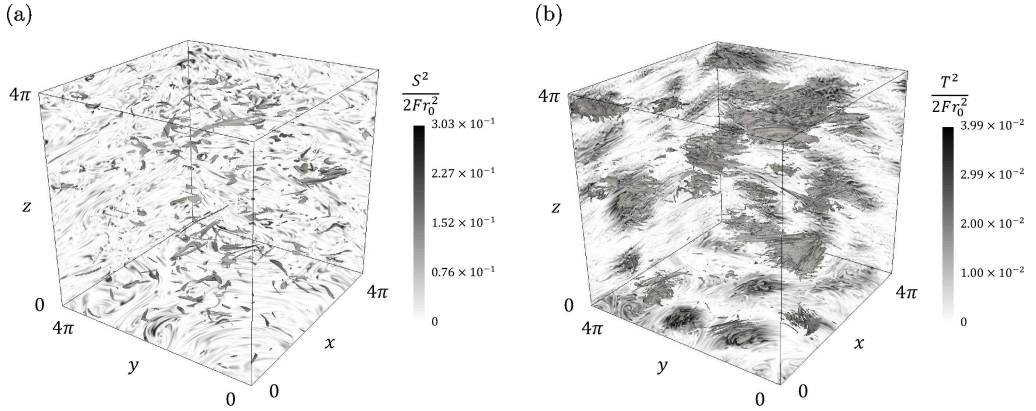 (a)
S²
2Fr₀²
3.03 × 10⁻¹
2.27 × 10⁻¹
1.52 × 10⁻¹
0.76 × 10⁻¹
0
4π
z
0
4π
y
0
0
x
4π
(b)
T²
2Fr₀²
3.99 × 10⁻²
2.99 × 10⁻²
2.00 × 10⁻²
1.00 × 10⁻²
0
4π
z
0
4π
y
0
0
x
4π